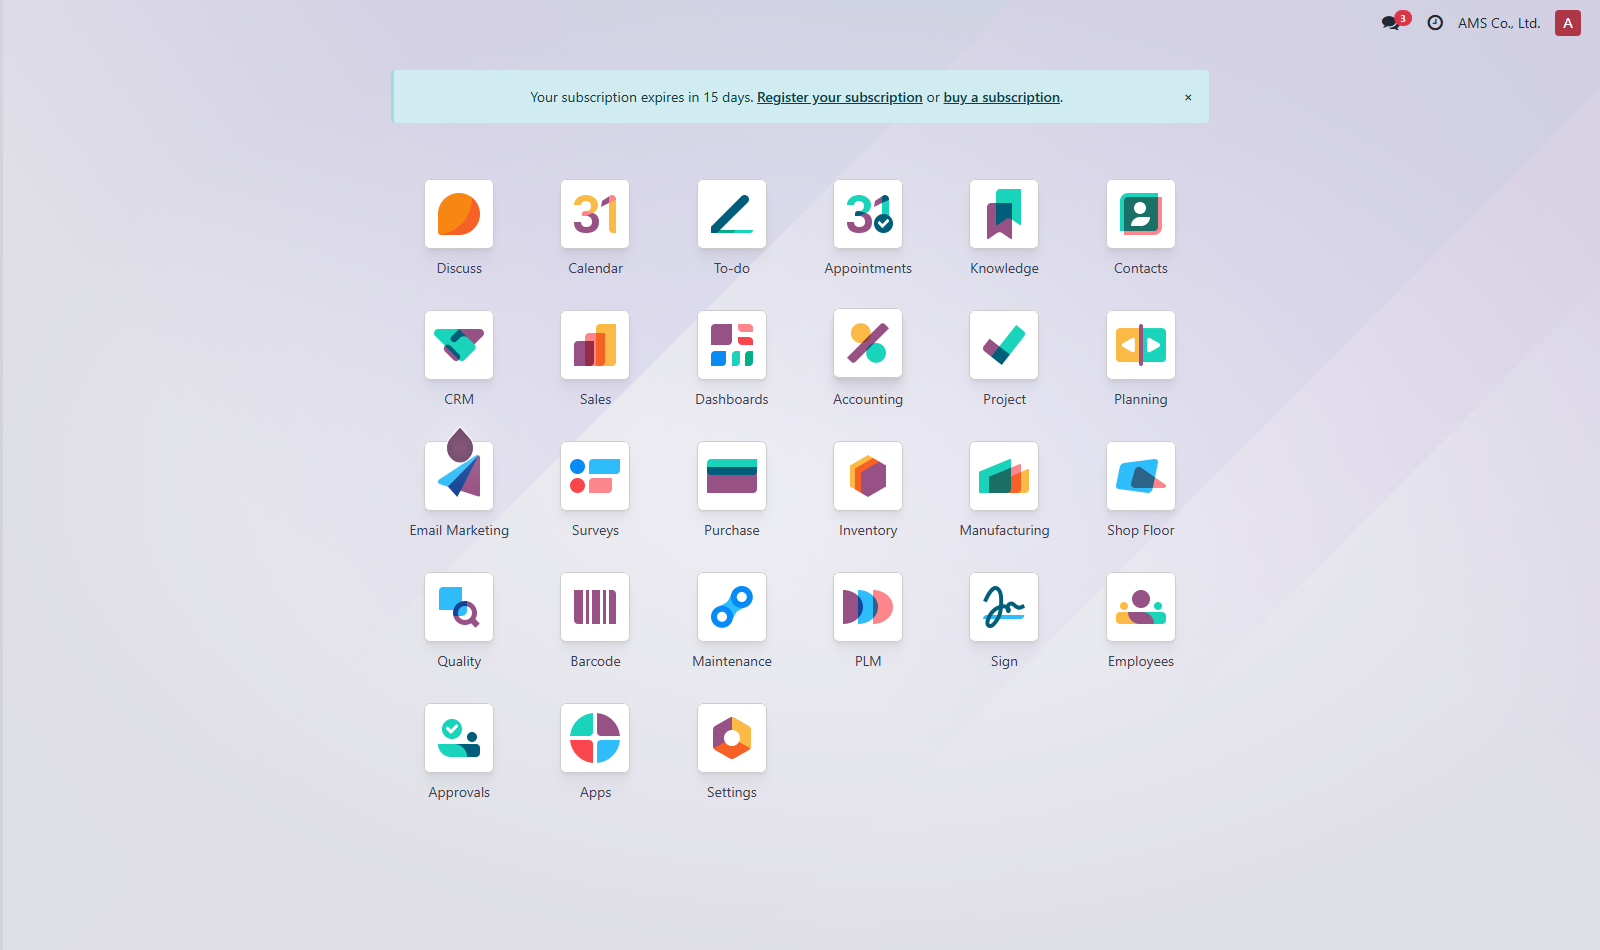 3
AMS Co., Ltd.
A
Your subscription expires in 15 days. Register your subscription or buy a subscription.
×
31
31
Discuss
Calendar
To-do
Appointments
Knowledge
Contacts
CRM
Sales
Dashboards
Accounting
Project
Planning
Email Marketing
Surveys
Purchase
Inventory
Manufacturing
Shop Floor
Quality
Barcode
Maintenance
PLM
Sign
Employees
Approvals
Apps
Settings